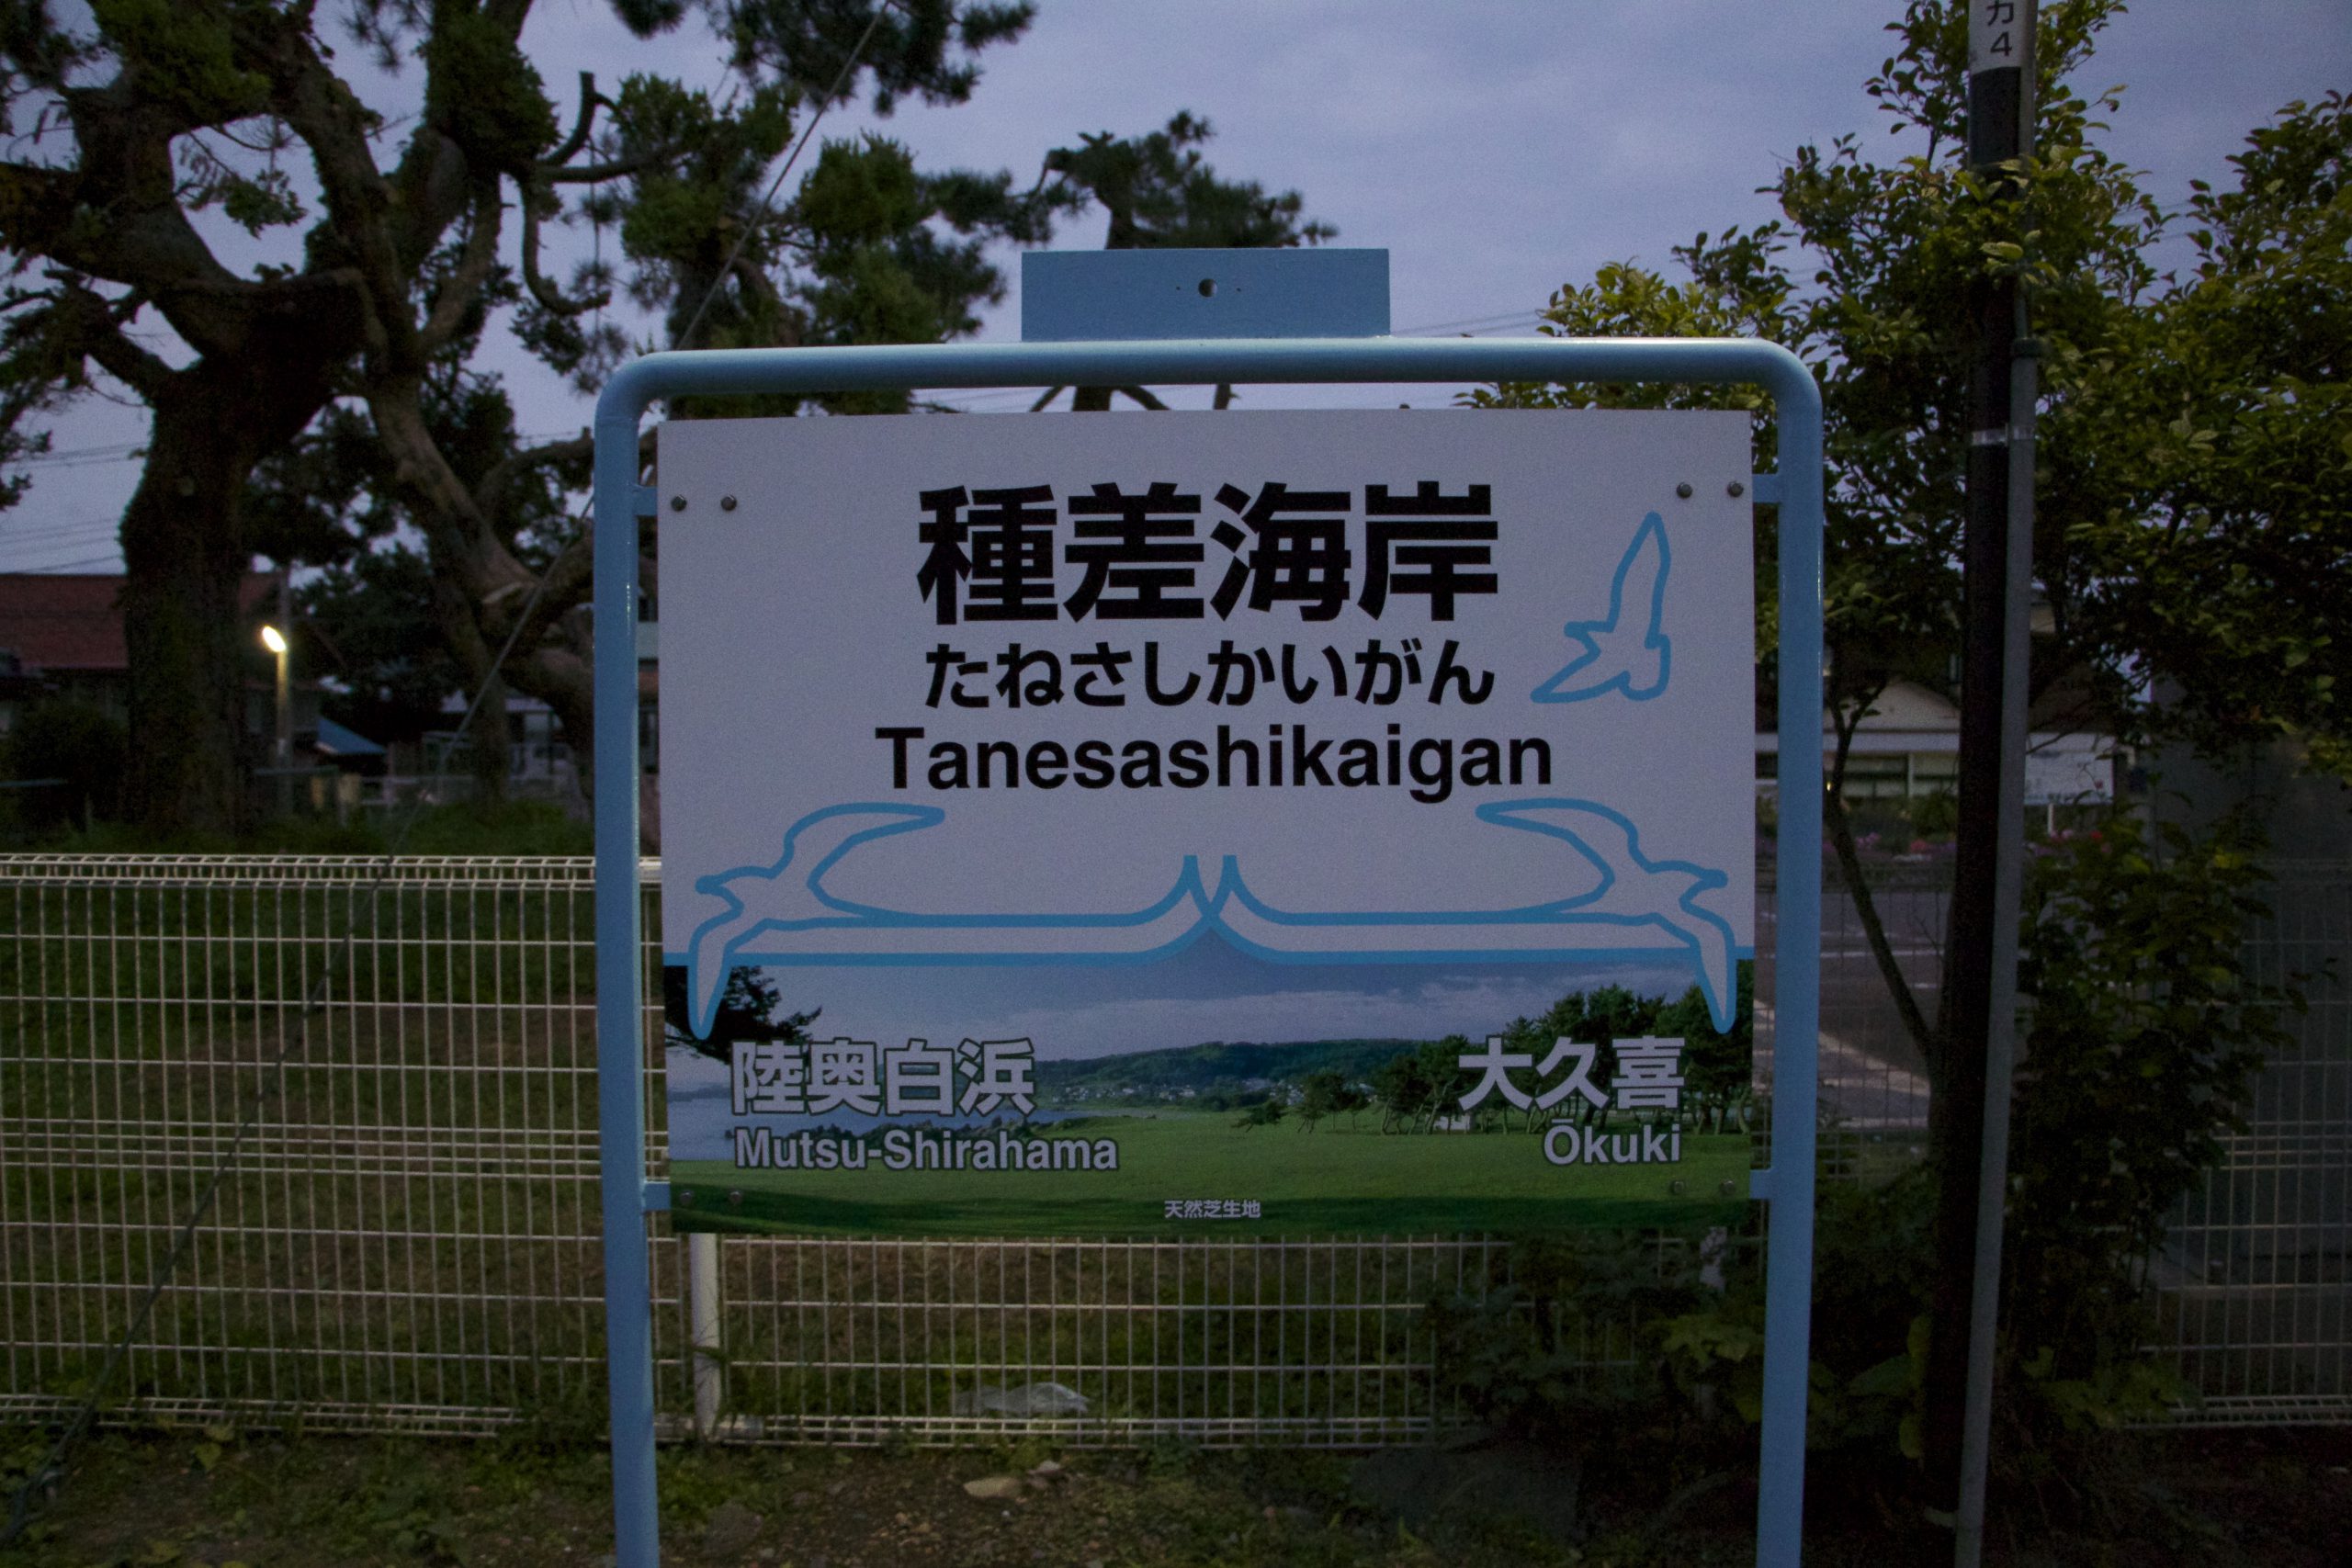 カ4
種差海岸
たねさしかいがん
Tanesashikaigan
陸奥白浜
Mutsu-Shirahama
大久喜
Ōkuki
天然芝生地